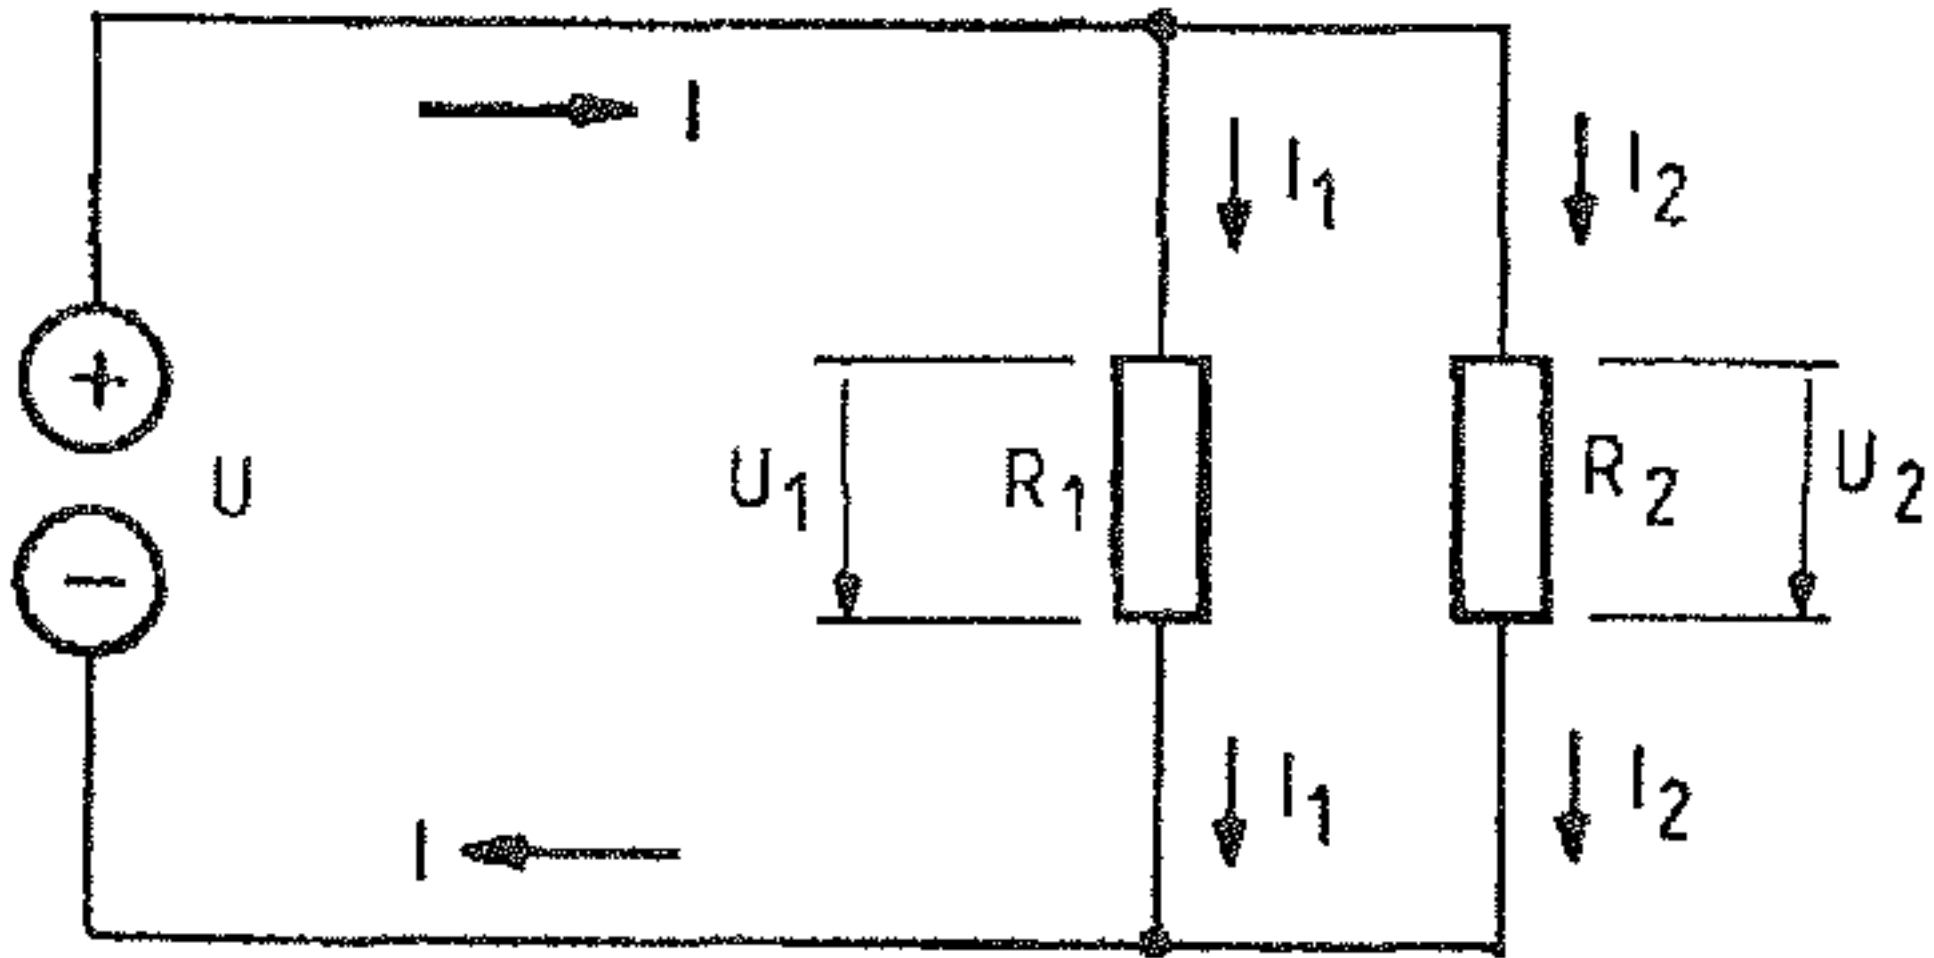 I
I₁ I₂
+
U U₁ R₁ R₂ U₂
−
I I₁ I₂